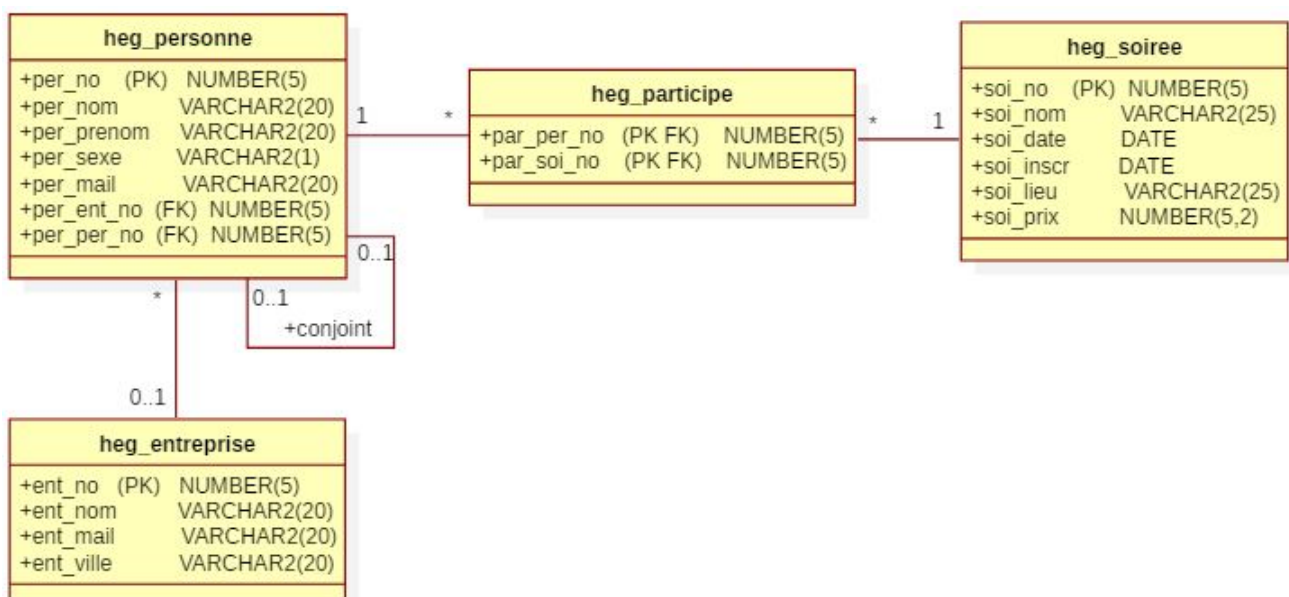 heg_personne
+per_no (PK) NUMBER(5)
+per_nom VARCHAR2(20)
+per_prenom VARCHAR2(20)
+per_sexe VARCHAR2(1)
+per_mail VARCHAR2(20)
+per_ent_no (FK) NUMBER(5)
+per_per_no (FK) NUMBER(5)
1
*
heg_participe
+par_per_no (PK FK) NUMBER(5)
+par_soi_no (PK FK) NUMBER(5)
*
1
heg_soiree
+soi_no (PK) NUMBER(5)
+soi_nom VARCHAR2(25)
+soi_date DATE
+soi_inscr DATE
+soi_lieu VARCHAR2(25)
+soi_prix NUMBER(5,2)
0..1
0..1
+conjoint
*
0..1
heg_entreprise
+ent_no (PK) NUMBER(5)
+ent_nom VARCHAR2(20)
+ent_mail VARCHAR2(20)
+ent_ville VARCHAR2(20)